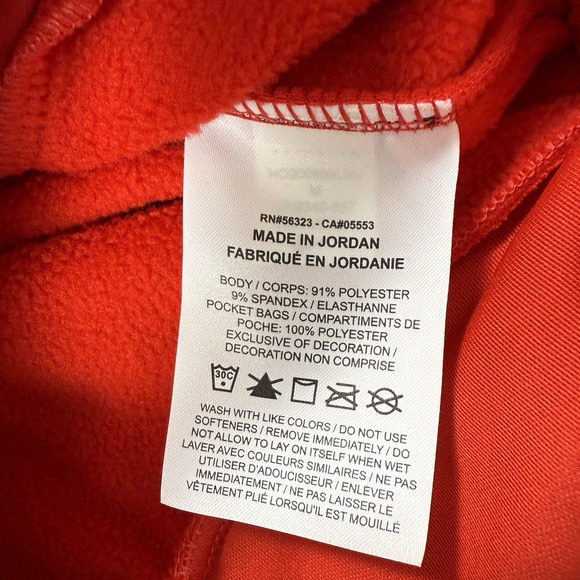 RN#56323 - CA#05553
MADE IN JORDAN
FABRIQUÉ EN JORDANIE
BODY / CORPS: 91% POLYESTER
9% SPANDEX / ELASTHANNE
POCKET BAGS / COMPARTIMENTS DE
POCHE: 100% POLYESTER
EXCLUSIVE OF DECORATION /
DECORATION NON COMPRISE
30C
WASH WITH LIKE COLORS / DO NOT USE
SOFTENERS / REMOVE IMMEDIATELY / DO
NOT ALLOW TO LAY ON ITSELF WHEN WET
LAVER AVEC COULEURS SIMILAIRES / NE PAS
UTILISER D'ADOUCISSEUR / ENLEVER
IMMÉDIATEMENT / NE PAS LAISSER LE
VÊTEMENT PLIÉ LORSQU'IL EST MOUILLÉ